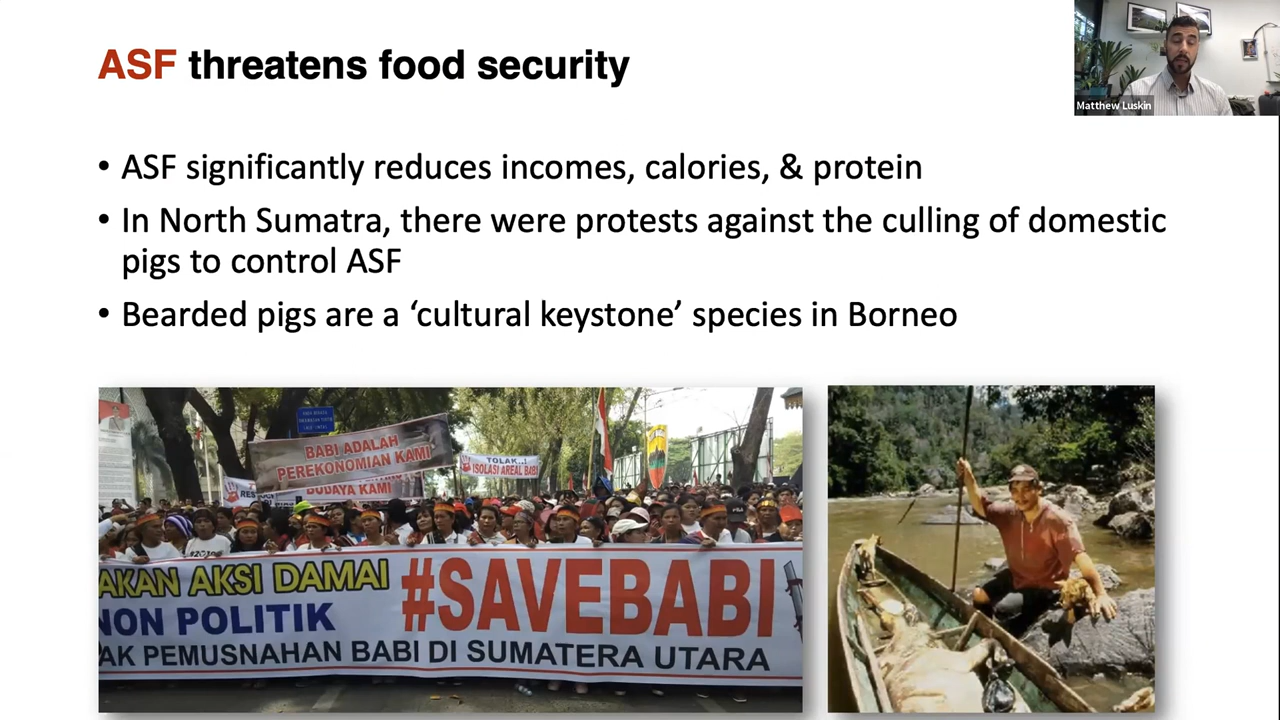 ASF threatens food security
Matthew Luskin
• ASF significantly reduces incomes, calories, & protein
• In North Sumatra, there were protests against the culling of domestic
pigs to control ASF
• Bearded pigs are a ‘cultural keystone’ species in Borneo
BABI ADALAH
PEREKONOMIAN KAMI
TOLAK...!
ISOLASI AREAL BABI
BUDAYA KAMI
AKAN AKSI DAMAI
#SAVEBABI
NON POLITIK
AK PEMUSNAHAN BABI DI SUMATERA UTARA